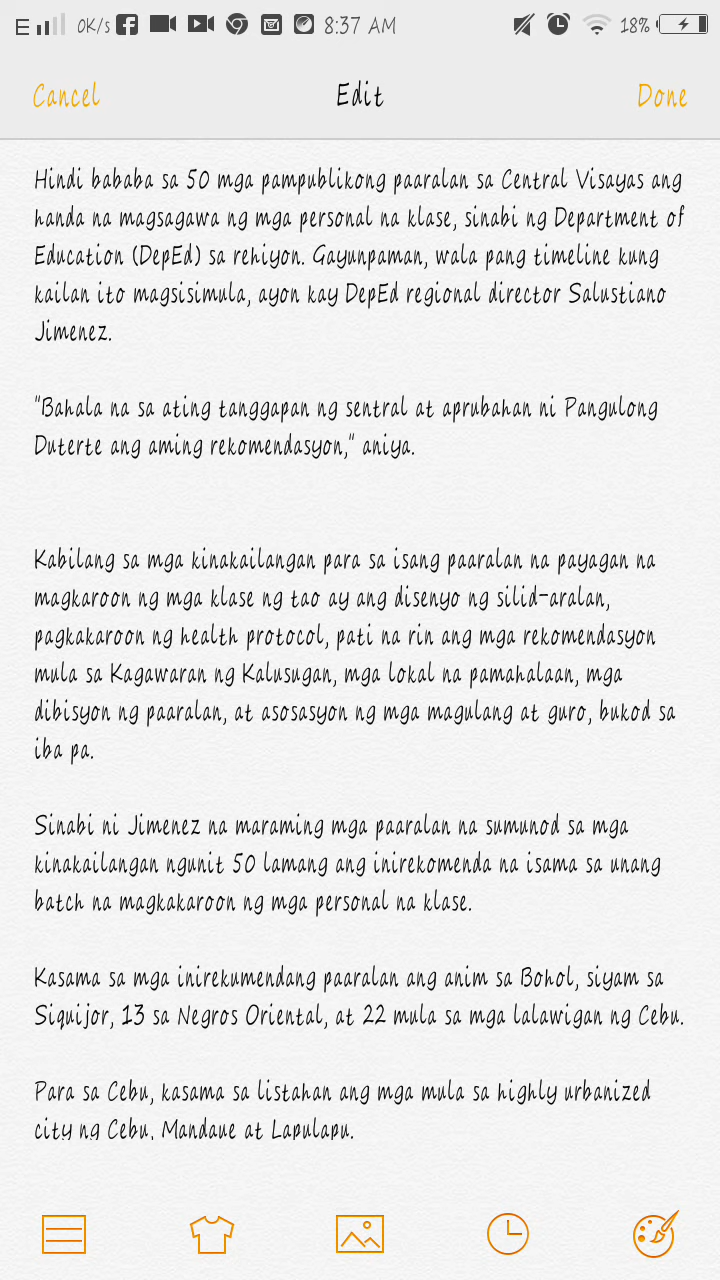 0K/s 8:37 AM 18%
Cancel Edit Done
Hindi bababa sa 50 mga pampublikong paaralan sa Central Visayas ang
handa na magsagawa ng mga personal na klase, sinabi ng Department of
Education (DepEd) sa rehiyon. Gayunpaman, wala pang timeline kung
kailan ito magsisimula, ayon kay DepEd regional director Salustiano
Jimenez.
"Bahala na sa ating tanggapan ng sentral at aprubahan ni Pangulong
Duterte ang aming rekomendasyon," aniya.
Kabilang sa mga kinakailangan para sa isang paaralan na payagan na
magkaroon ng mga klase ng tao ay ang disenyo ng silid-aralan,
pagkakaroon ng health protocol, pati na rin ang mga rekomendasyon
mula sa Kagawaran ng Kalusugan, mga lokal na pamahalaan, mga
dibisyon ng paaralan, at asosasyon ng mga magulang at guro, bukod sa
iba pa.
Sinabi ni Jimenez na maraming mga paaralan na sumunod sa mga
kinakailangan ngunit 50 lamang ang inirekomenda na isama sa unang
batch na magkakaroon ng mga personal na klase.
Kasama sa mga inirekumendang paaralan ang anim sa Bohol, siyam sa
Siquijor, 13 sa Negros Oriental, at 22 mula sa mga lalawigan ng Cebu.
Para sa Cebu, kasama sa listahan ang mga mula sa highly urbanized
city ng Cebu, Mandaue at Lapulapu.